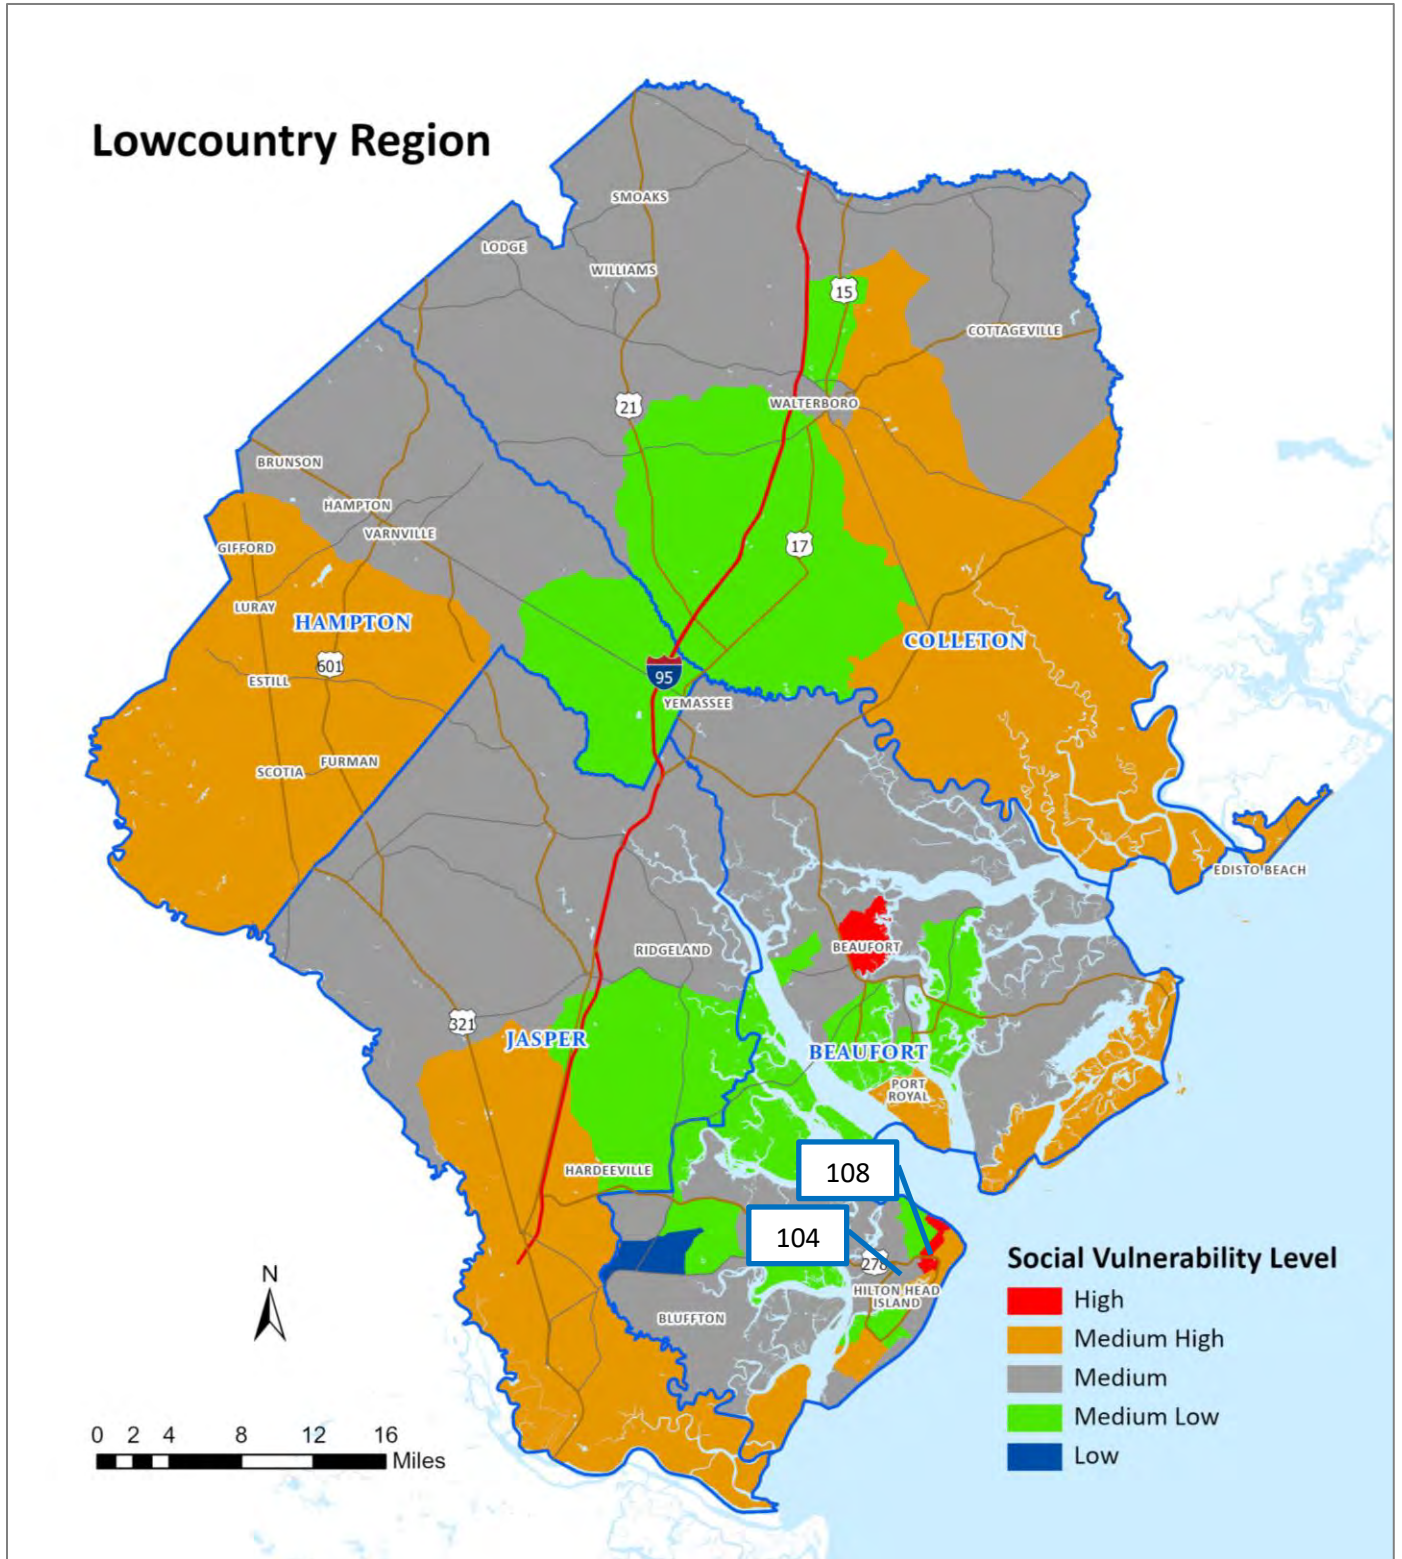 Lowcountry Region
SMOAKS
LODGE
WILLIAMS
15
COTTAGEVILLE
21
WALTERBORO
BRUNSON
HAMPTON
VARNVILLE
17
GIFFORD
LURAY
HAMPTON
COLLETON
601
95
ESTILL
YEMASSEE
FURMAN
SCOTIA
EDISTO BEACH
BEAUFORT
RIDGELAND
321
JASPER
BEAUFORT
PORT
ROYAL
HARDEEVILLE
108
104
278
HILTON HEAD
ISLAND
BLUFFTON
N
0 2 4 8 12 16
Miles
Social Vulnerability Level
High
Medium High
Medium
Medium Low
Low